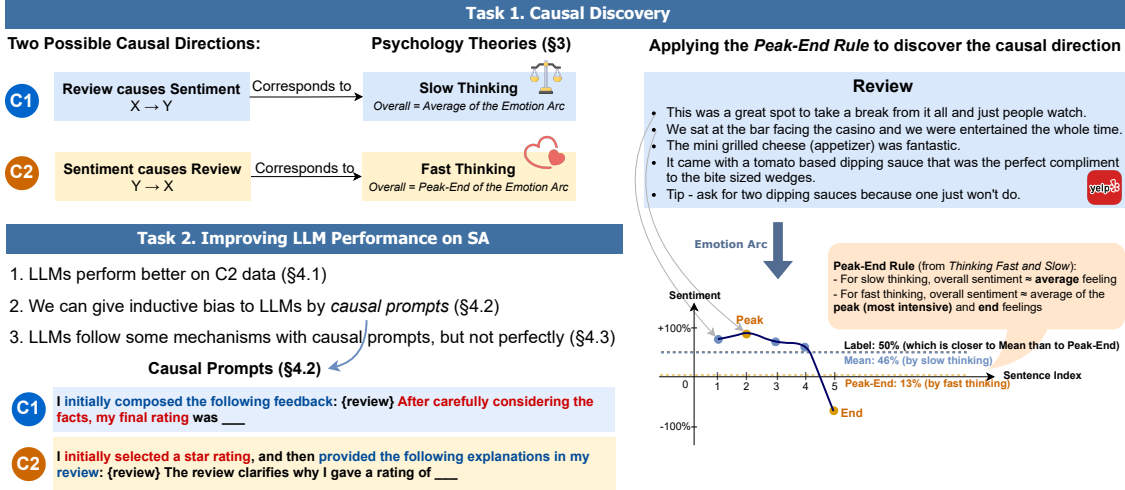 Task 1. Causal Discovery
Two Possible Causal Directions:
Psychology Theories (§3)
C1
Review causes Sentiment
X → Y
Corresponds to
Slow Thinking
Overall = Average of the Emotion Arc
C2
Sentiment causes Review
Y → X
Corresponds to
Fast Thinking
Overall = Peak-End of the Emotion Arc
Applying the Peak-End Rule to discover the causal direction
Review
• This was a great spot to take a break from it all and just people watch.
• We sat at the bar facing the casino and we were entertained the whole time.
• The mini grilled cheese (appetizer) was fantastic.
• It came with a tomato based dipping sauce that was the perfect compliment
to the bite sized wedges.
• Tip - ask for two dipping sauces because one just won't do.
yelp
Emotion Arc
Peak-End Rule (from Thinking Fast and Slow):
- For slow thinking, overall sentiment ≈ average feeling
- For fast thinking, overall sentiment ≈ average of the
peak (most intensive) and end feelings
Sentiment
+100%
Peak
Label: 50% (which is closer to Mean than to Peak-End)
Mean: 46% (by slow thinking)
Sentence Index
0 1 2 3 4 5
Peak-End: 13% (by fast thinking)
End
-100%
Task 2. Improving LLM Performance on SA
1. LLMs perform better on C2 data (§4.1)
2. We can give inductive bias to LLMs by causal prompts (§4.2)
3. LLMs follow some mechanisms with causal prompts, but not perfectly (§4.3)
Causal Prompts (§4.2)
C1
I initially composed the following feedback: {review} After carefully considering the
facts, my final rating was ___
C2
I initially selected a star rating, and then provided the following explanations in my
review: {review} The review clarifies why I gave a rating of ___